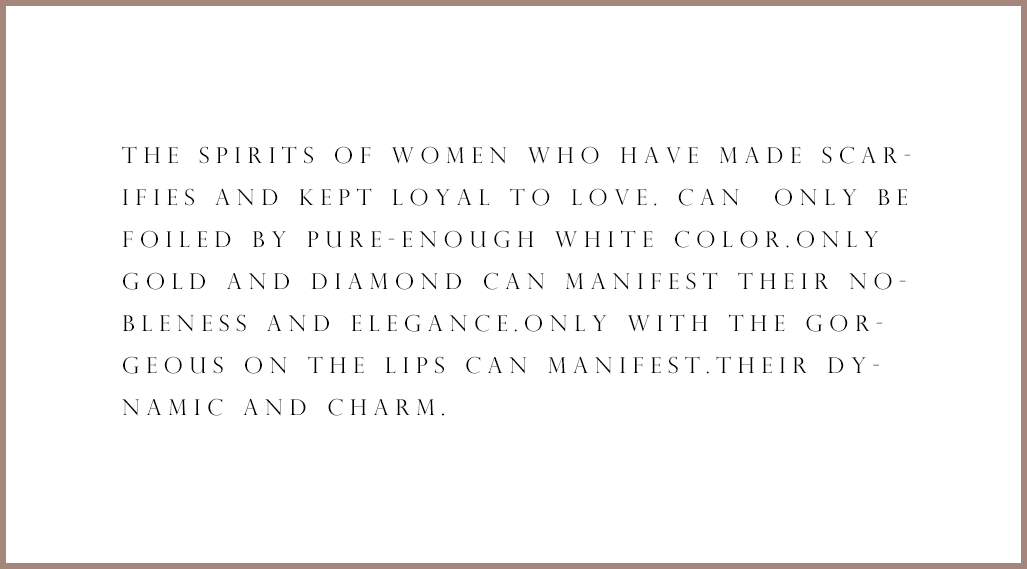 THE SPIRITS OF WOMEN WHO HAVE MADE SCAR-
IFIES AND KEPT LOYAL TO LOVE. CAN  ONLY BE
FOILED BY PURE-ENOUGH WHITE COLOR.ONLY
GOLD AND DIAMOND CAN MANIFEST THEIR NO-
BLENESS AND ELEGANCE.ONLY WITH THE GOR-
GEOUS ON THE LIPS CAN MANIFEST.THEIR DY-
NAMIC AND CHARM.